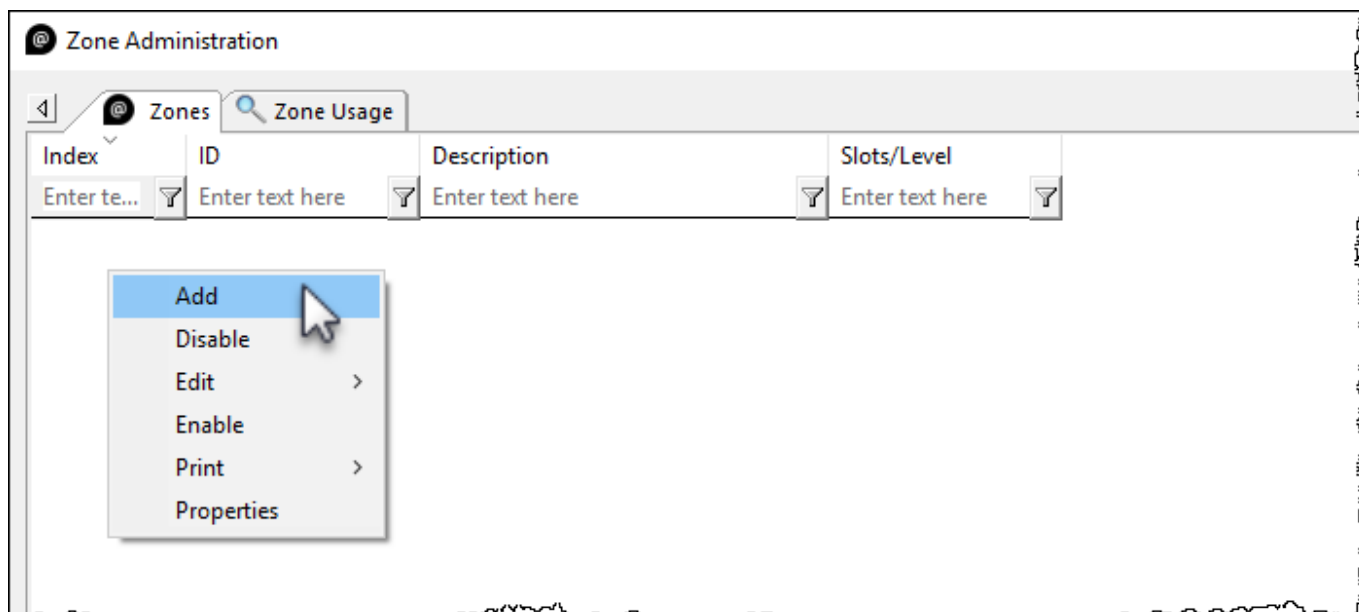 Zone Administration
Zones Zone Usage
Index ID Description Slots/Level
Enter te... Enter text here Enter text here Enter text here
Add
Disable
Edit
Enable
Print
Properties